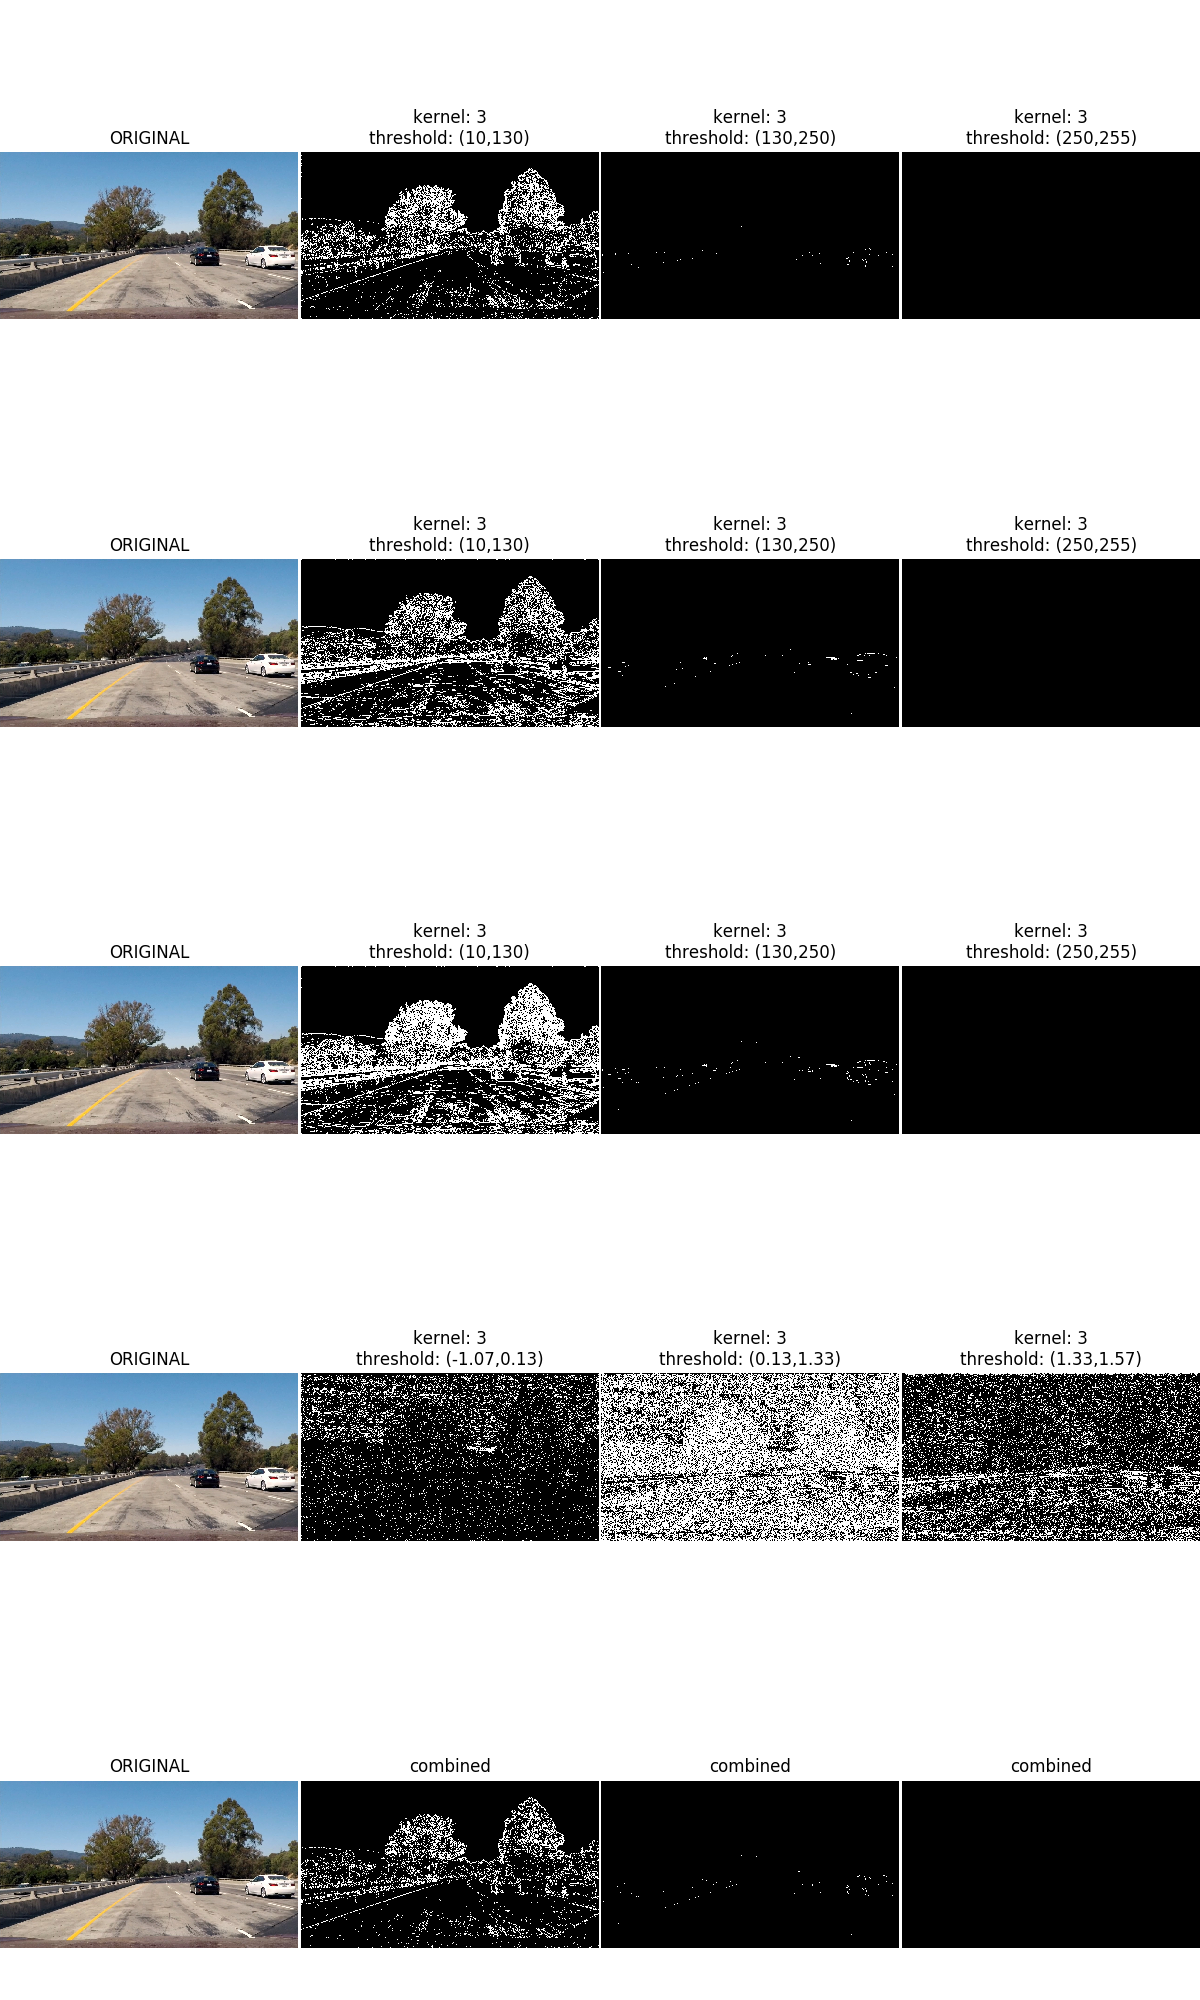 ORIGINAL
kernel: 3
threshold: (10,130)
kernel: 3
threshold: (130,250)
kernel: 3
threshold: (250,255)
ORIGINAL
kernel: 3
threshold: (10,130)
kernel: 3
threshold: (130,250)
kernel: 3
threshold: (250,255)
ORIGINAL
kernel: 3
threshold: (10,130)
kernel: 3
threshold: (130,250)
kernel: 3
threshold: (250,255)
ORIGINAL
kernel: 3
threshold: (-1.07,0.13)
kernel: 3
threshold: (0.13,1.33)
kernel: 3
threshold: (1.33,1.57)
ORIGINAL
combined
combined
combined